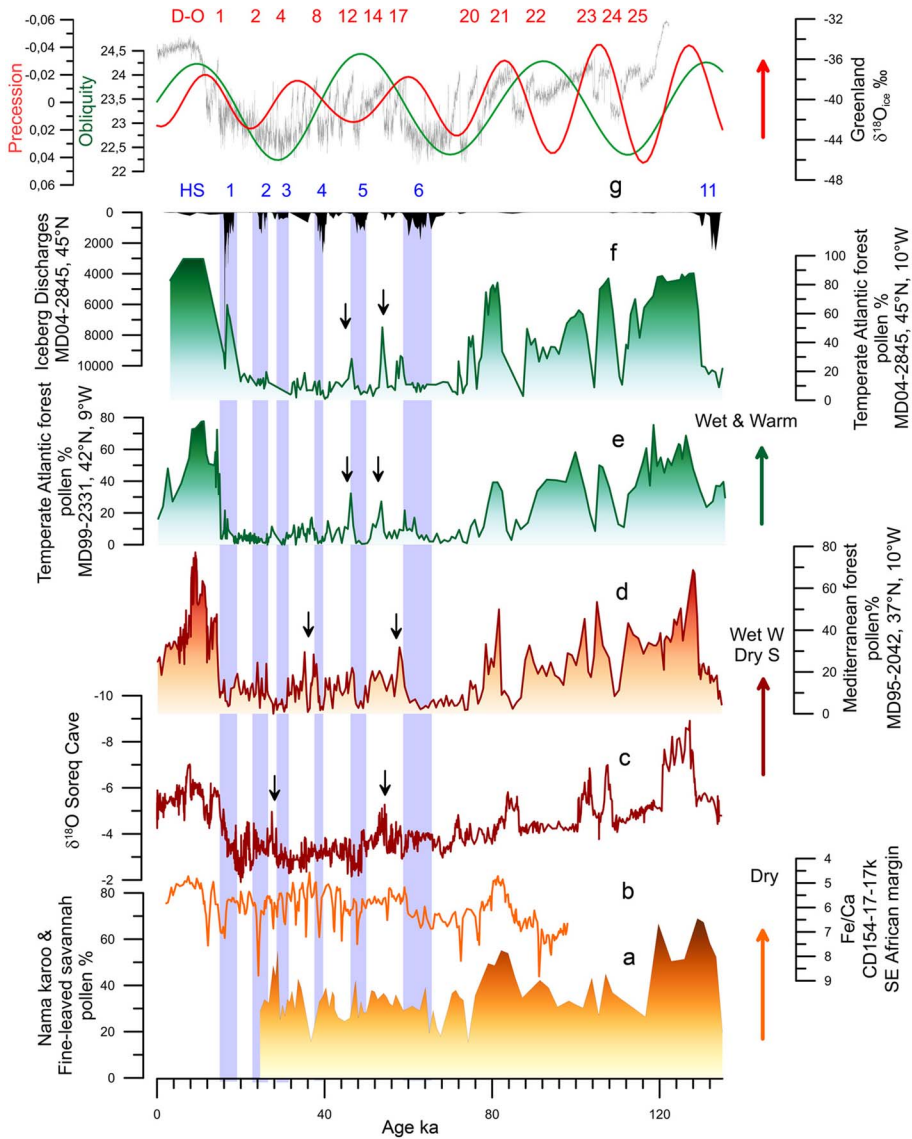 D-O 1 2 4 8 12 14 17 20 21 22 23 24 25
-0,06
-0,04
-0,02
0
0,02
0,04
0,06
Precession
24,5
24
23,5
23
22,5
22
Obliquity
-32
-36
-40
-44
-48
Greenland
δ18Oice ‰
HS 1 2 3 4 5 6 g 11
0
2000
4000
6000
8000
10000
Iceberg Discharges
MD04-2845, 45°N
f
100
80
60
40
20
0
Temperate Atlantic forest
pollen %
MD04-2845, 45°N, 10°W
80
60
40
20
0
Temperate Atlantic forest
pollen %
MD99-2331, 42°N, 9°W
e
Wet & Warm
d
80
60
40
20
0
Mediterranean forest
pollen%
MD95-2042, 37°N, 10°W
Wet W
Dry S
-10
-8
-6
-4
-2
δ18O Soreq Cave
c
b
Dry
4
5
6
7
8
9
Fe/Ca
CD154-17-17k
SE African margin
80
60
40
20
0
Nama karoo &
Fine-leaved savannah
pollen %
a
0 40 80 120
Age ka